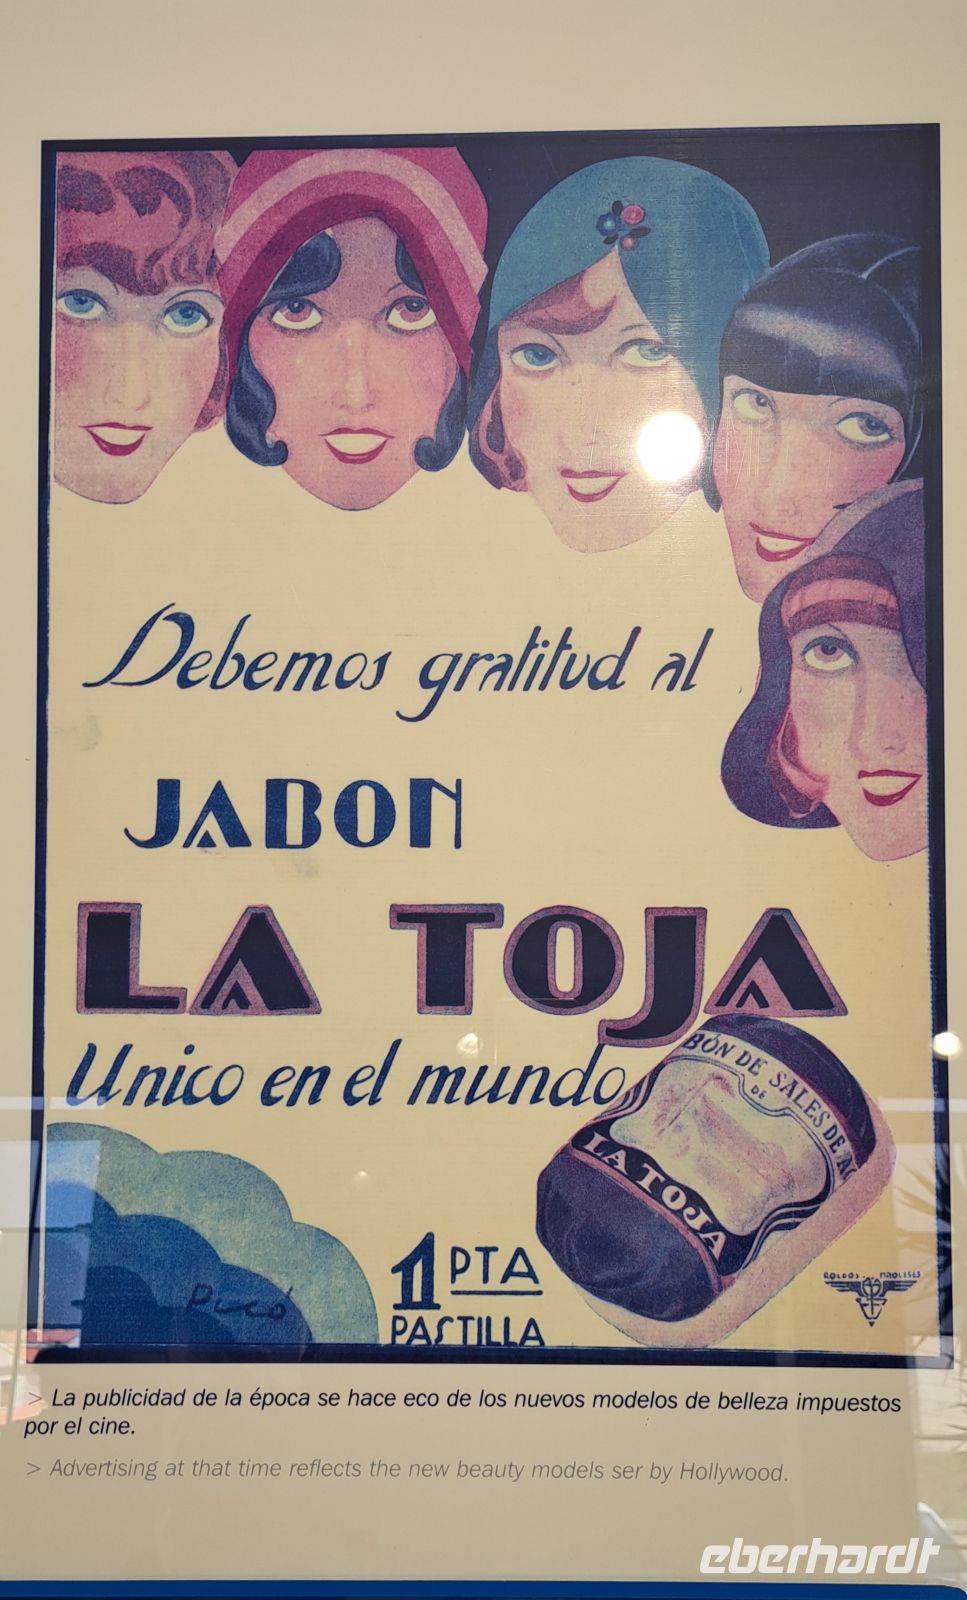 Debemos gratitud al
JABON
LA TOJA
Unico en el mundo
BÓN DE SALES DE
DE
LA TOJA
1 PTA
PASTILLA
Picó
> La publicidad de la época se hace eco de los nuevos modelos de belleza impuestos
por el cine.
> Advertising at that time reflects the new beauty models ser by Hollywood.
eberhardt